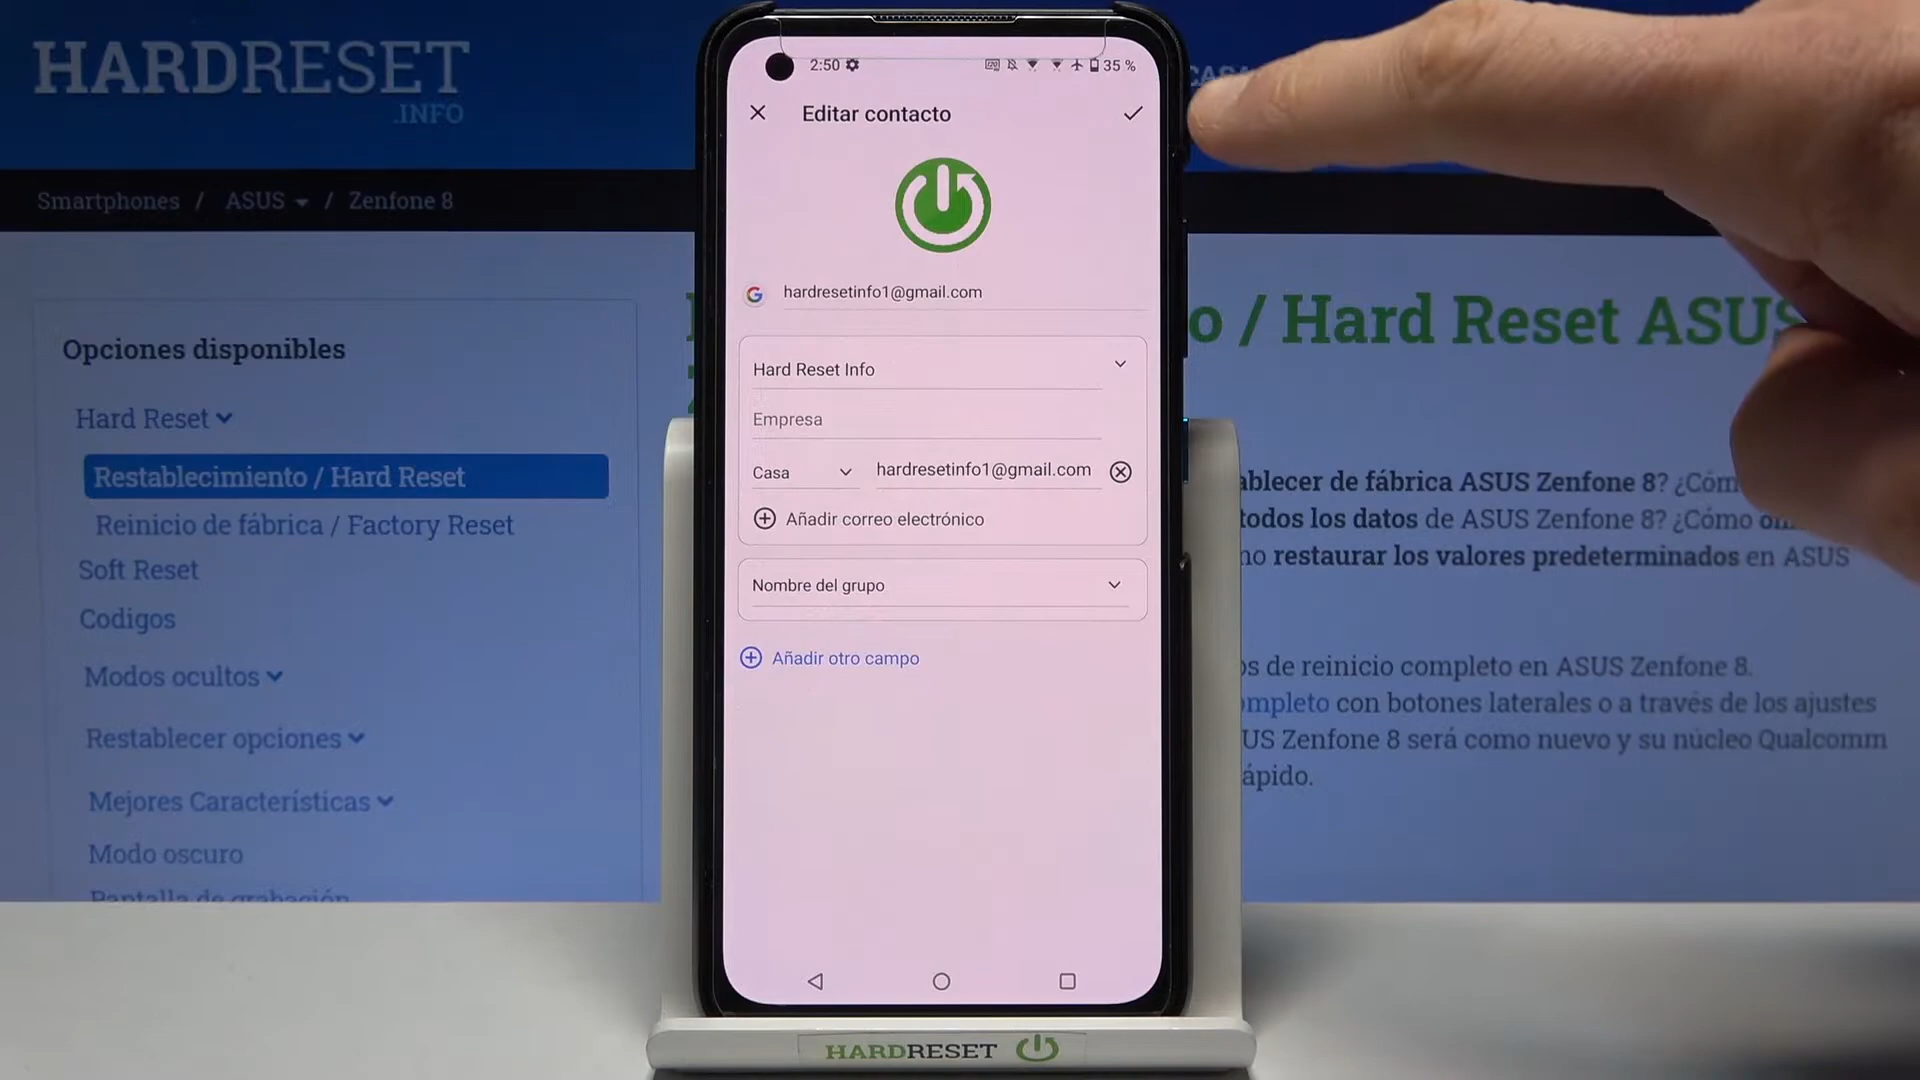 HARDRESET
.INFO
Smartphones / ASUS / Zenfone 8
Opciones disponibles
Hard Reset
Restablecimiento / Hard Reset
Reinicio de fábrica / Factory Reset
Soft Reset
Codigos
Modos ocultos
Restablecer opciones
Mejores Características
Modo oscuro
Pantalla de grabación
2:50
35 %
Editar contacto
hardresetinfo1@gmail.com
Hard Reset Info
Empresa
Casa
hardresetinfo1@gmail.com
Añadir correo electrónico
Nombre del grupo
Añadir otro campo
HARDRESET
o / Hard Reset ASUS
ablecer de fábrica ASUS Zenfone 8? ¿Cóm
todos los datos de ASUS Zenfone 8? ¿Cómo
restaurar los valores predeterminados en ASUS
os de reinicio completo en ASUS Zenfone 8.
ompleto con botones laterales o a través de los ajustes
US Zenfone 8 será como nuevo y su núcleo Qualcomm
ápido.